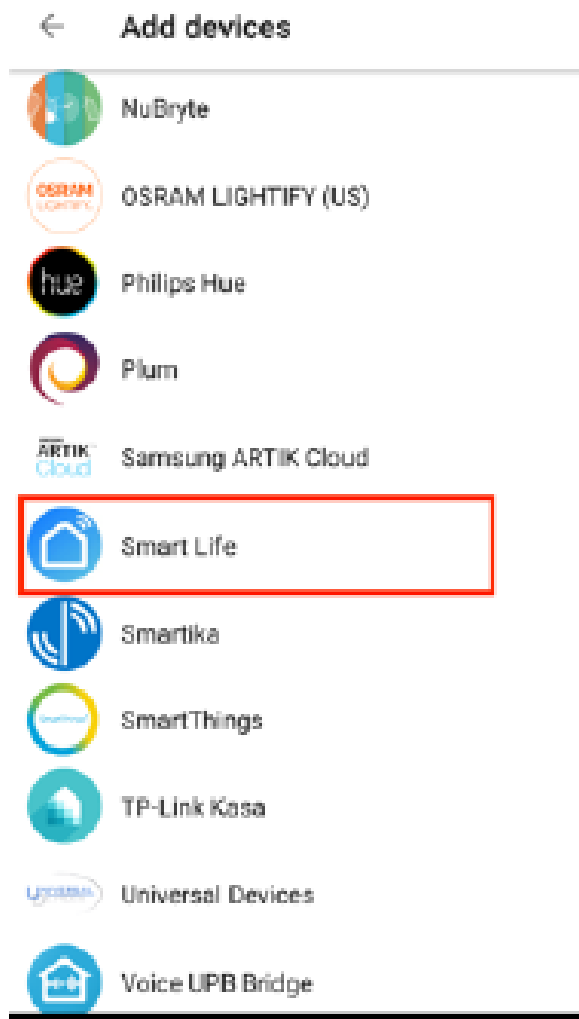 Add devices
NuBryte
OSRAM
LIGHTIFY
OSRAM LIGHTIFY (US)
hue
Philips Hue
Plum
ARTIK
Cloud
Samsung ARTIK Cloud
Smart Life
Smartika
SmartThings
TP-Link Kasa
Universal Devices
Voice UPB Bridge